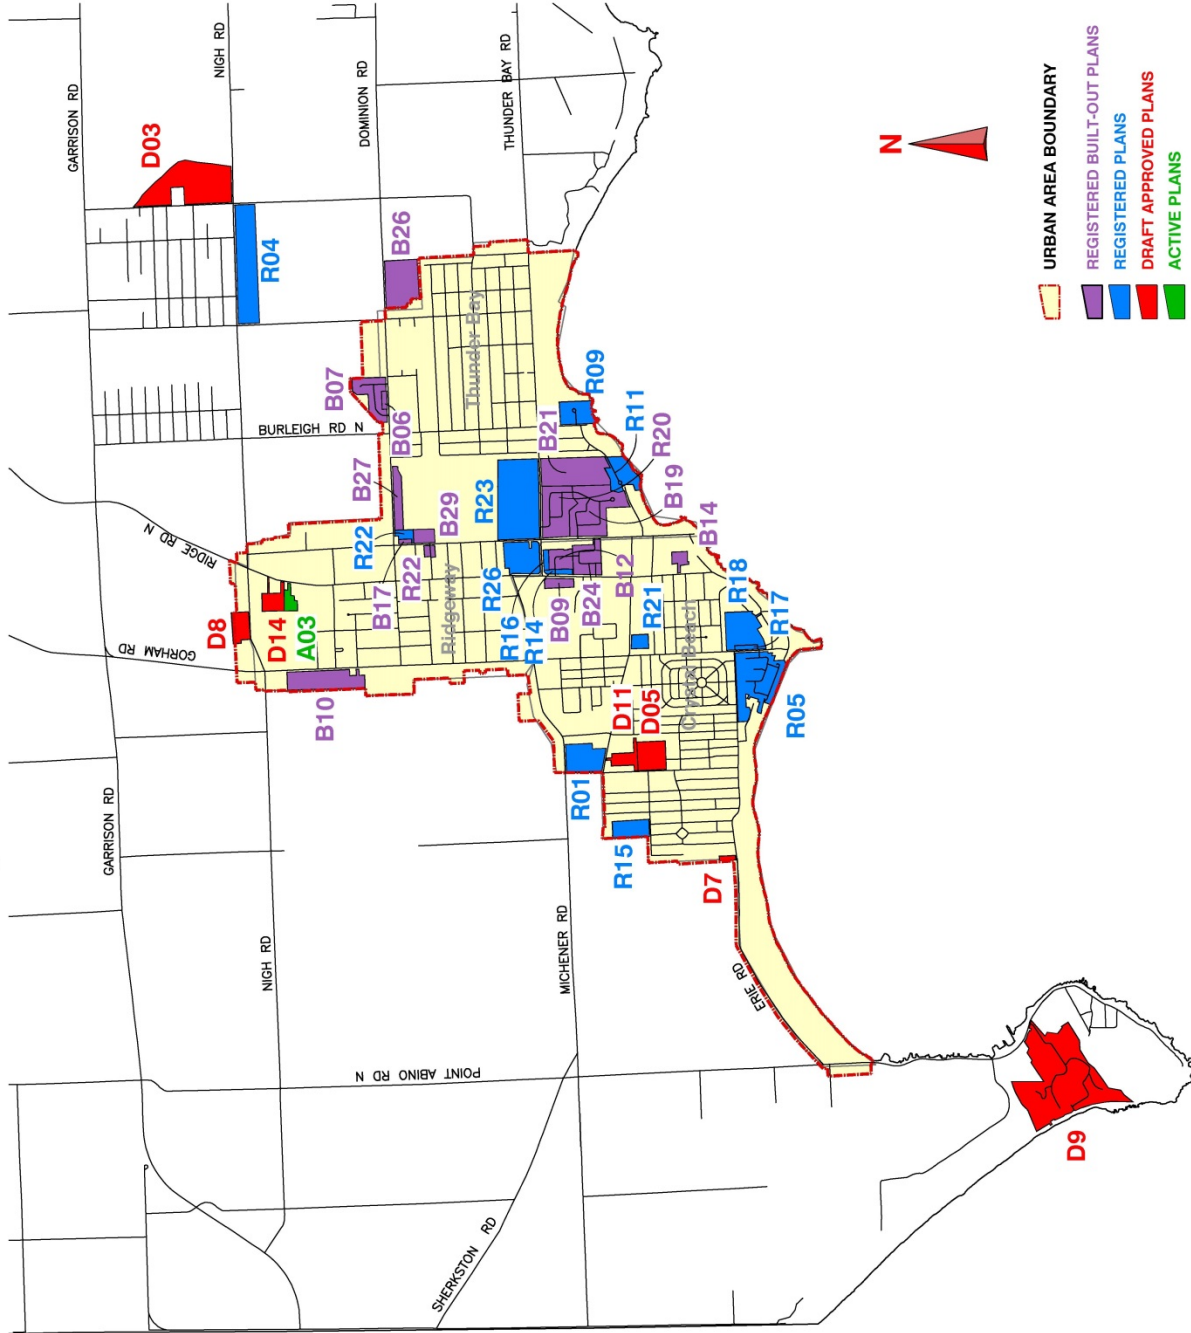 GARRISON RD
NIGH RD
DOMINION RD
THUNDER BAY RD
D03
R04
B26
B07
B06
BURLEIGH RD N
Thunder Bay
R09
R11
R20
B21
B19
B27
R23
R22
B29
B17
R22
R26
Ridgeway
R16
R14
B09
B24
B12
B14
RIDGE RD N
GORHAM RD
D8
D14
A03
B10
R21
R18
R17
R05
Crystal Beach
D11
D05
R01
R15
D7
GARRISON RD
NIGH RD
MICHENER RD
ERIE RD
POINT ABINO RD N
SHERKSTON RD
D9
N
URBAN AREA BOUNDARY
REGISTERED BUILT-OUT PLANS
REGISTERED PLANS
DRAFT APPROVED PLANS
ACTIVE PLANS